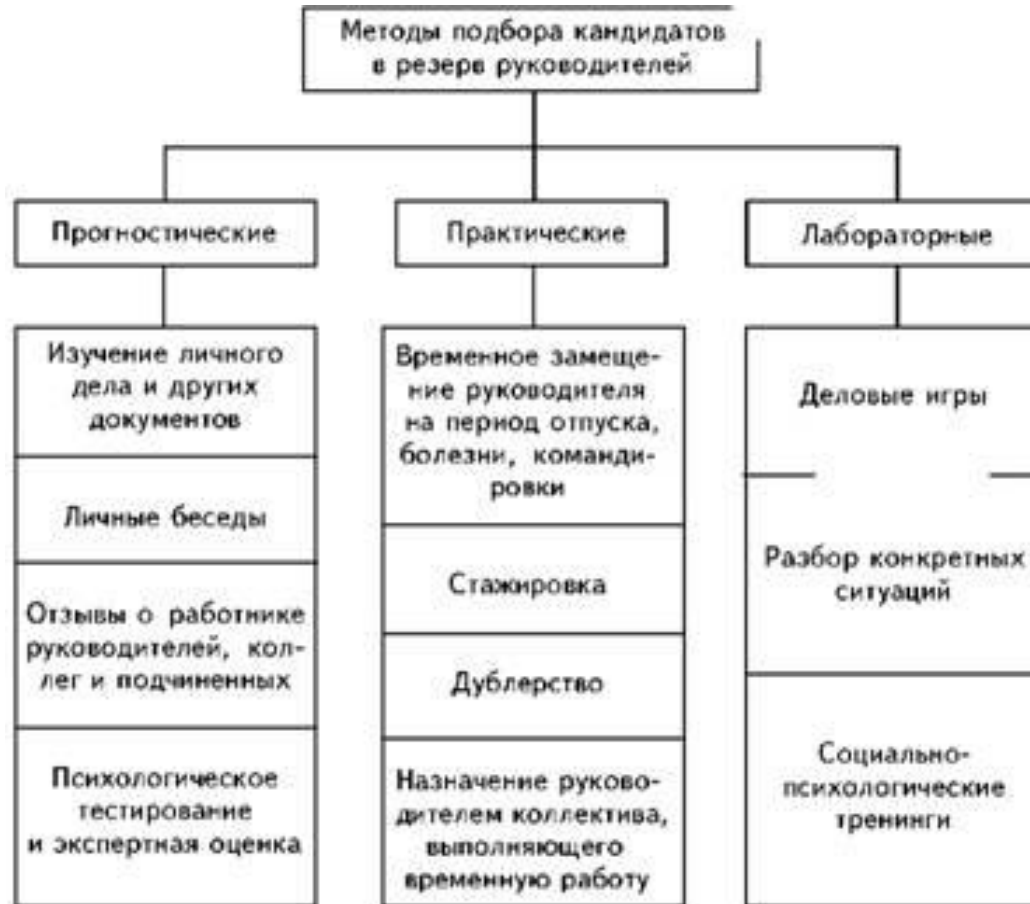 Методы подбора кандидатов
в резерв руководителей
Прогностические
Практические
Лабораторные
Изучение личного
дела и других
документов
Личные беседы
Отзывы о работнике
руководителей, кол-
лег и подчиненных
Психологическое
тестирование
и экспертная оценка
Временное замеще-
ние руководителя
на период отпуска,
болезни, команди-
ровки
Стажировка
Дублерство
Назначение руково-
дителем коллектива,
выполняющего
временную работу
Деловые игры
Разбор конкретных
ситуаций
Социально-
психологические
тренинги